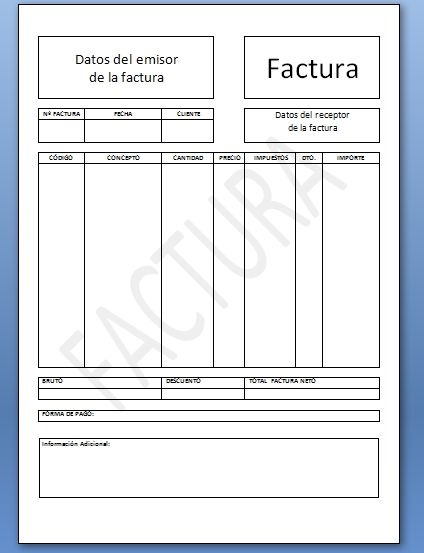 Datos del emisor
de la factura
Factura
Nº FACTURA FECHA CLIENTE
Datos del receptor
de la factura
CÓDIGO CONCEPTO CANTIDAD PRECIO IMPUESTOS DTO. IMPORTE
FACTURA
BRUTO DESCUENTO TOTAL FACTURA NETO
FORMA DE PAGO:
Información Adicional: